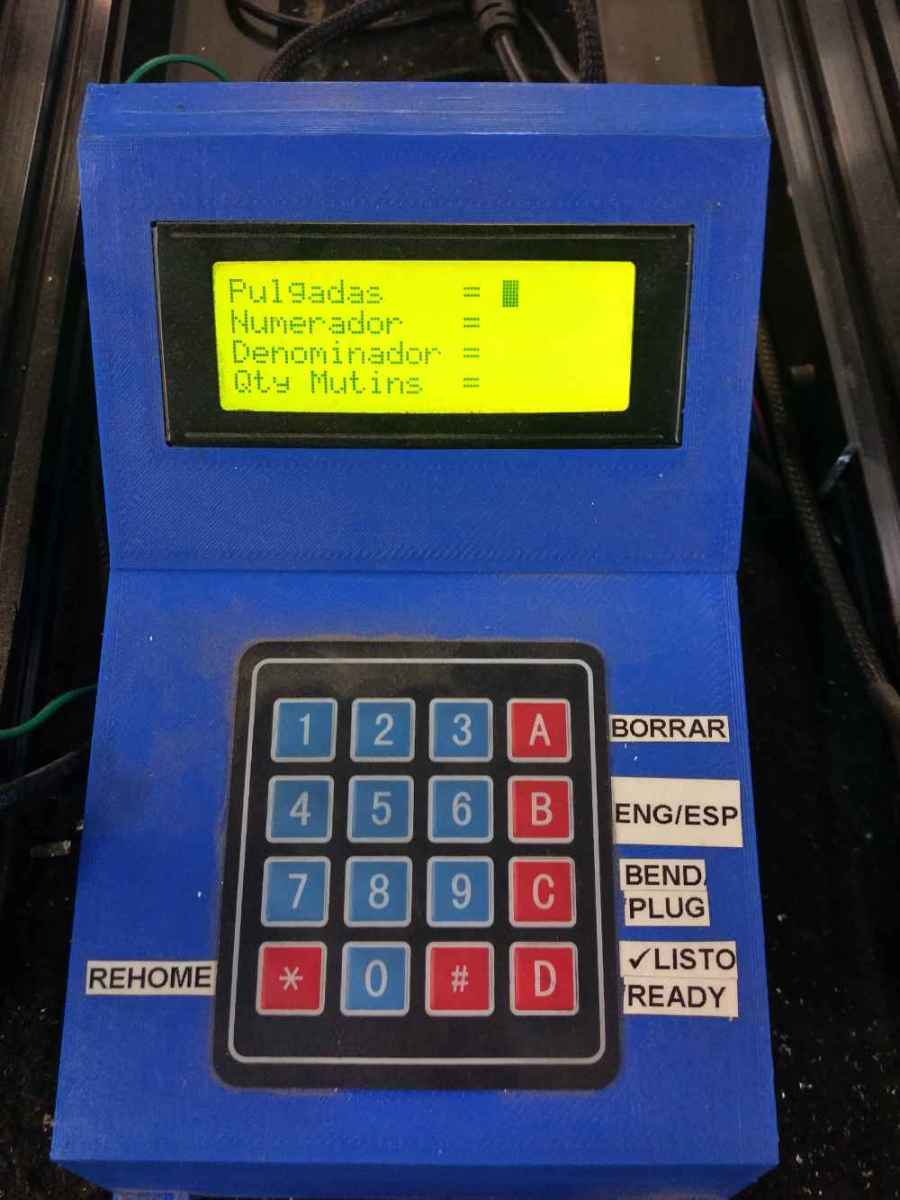 Pulgadas =
Numerador =
Denominador =
Qty Mutins =
1 2 3 A BORRAR
4 5 6 B ENG/ESP
7 8 9 C BEND.
PLUG
REHOME * 0 # D ✓LISTO
READY